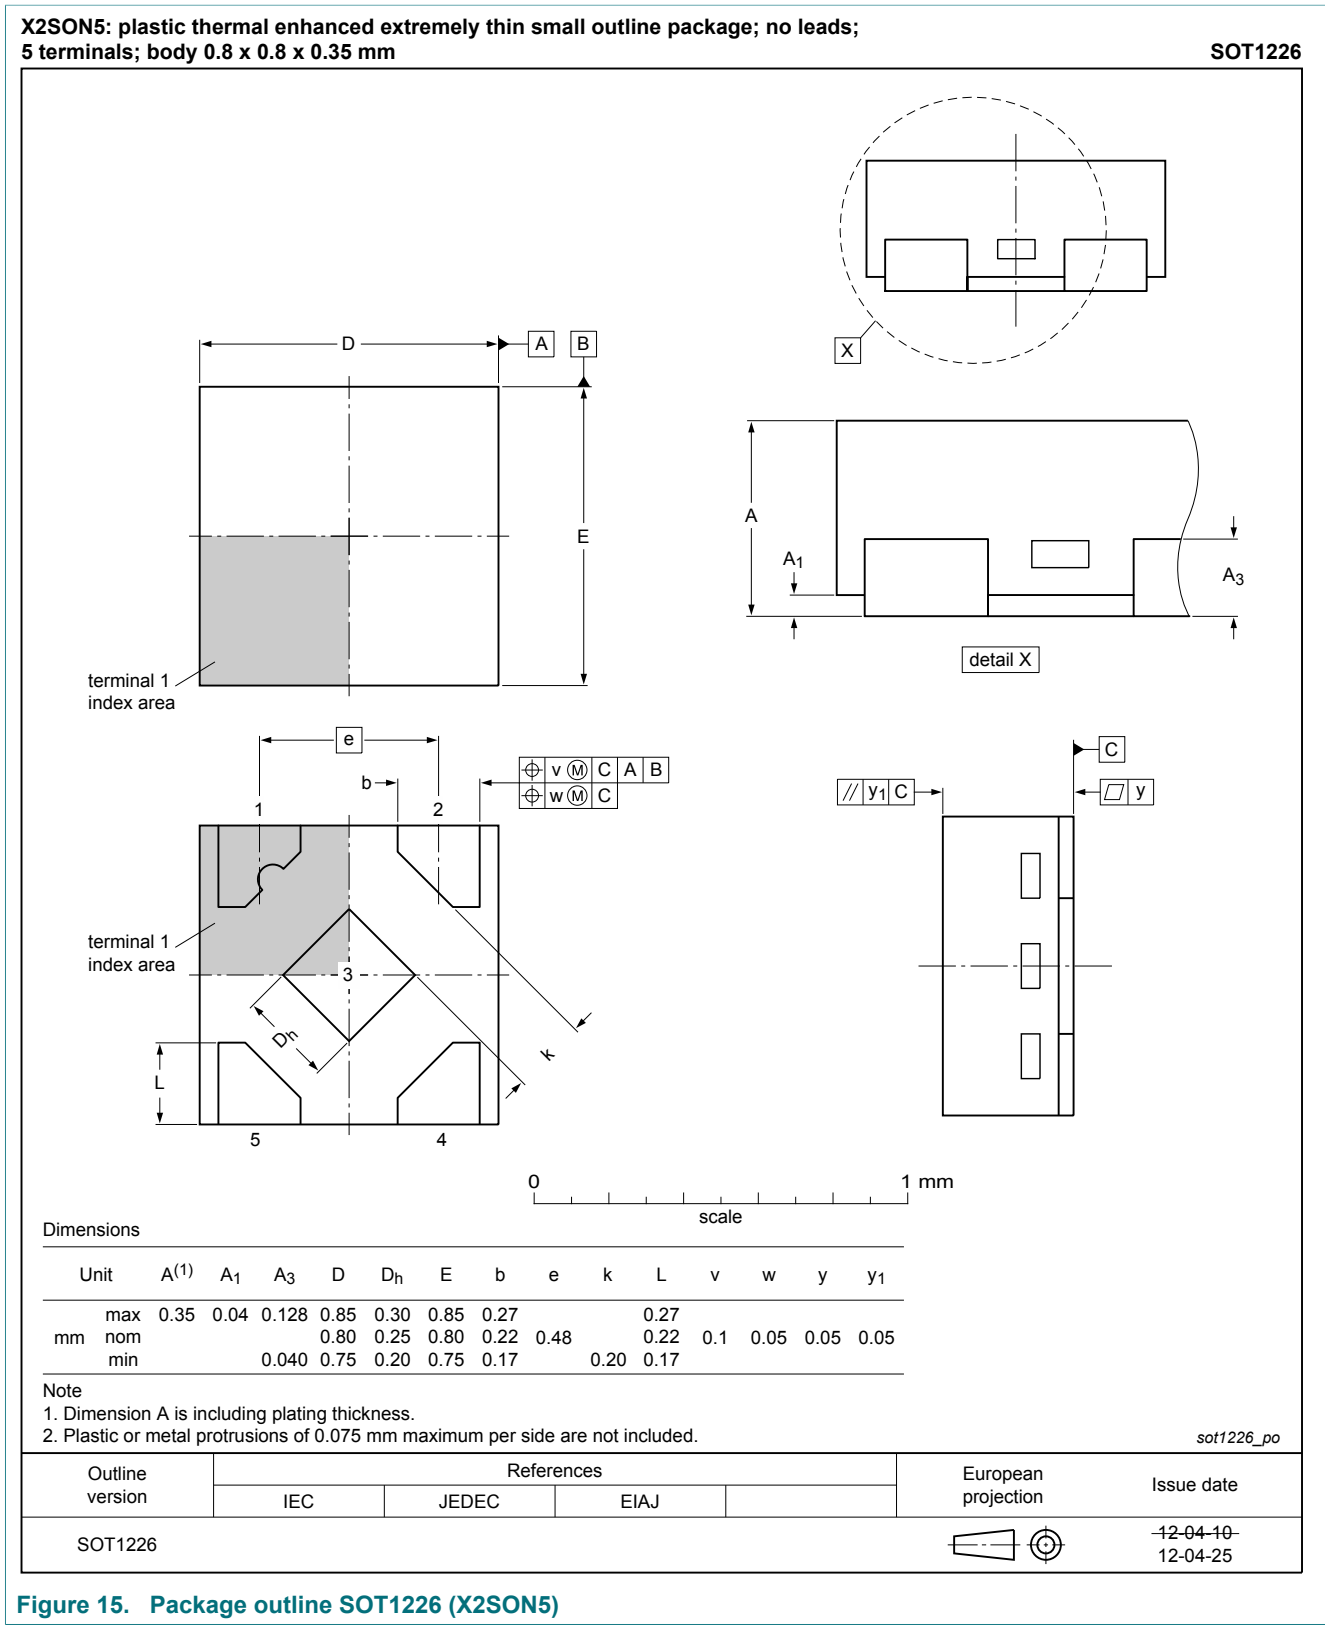 X2SON5: plastic thermal enhanced extremely thin small outline package; no leads;
5 terminals; body 0.8 x 0.8 x 0.35 mm
SOT1226
X
D
A
B
E
terminal 1
index area
A
A1
A3
detail X
e
b
v M C A B
w M C
1
2
terminal 1
index area
3
Dh
k
L
5
4
// y1 C
C
y
0
1 mm
scale
Dimensions
Unit A(1) A1 A3 D Dh E b e k L v w y y1
max 0.35 0.04 0.128 0.85 0.30 0.85 0.27 0.27
mm nom 0.80 0.25 0.80 0.22 0.48 0.22 0.1 0.05 0.05 0.05
min 0.040 0.75 0.20 0.75 0.17 0.20 0.17
Note
1. Dimension A is including plating thickness.
2. Plastic or metal protrusions of 0.075 mm maximum per side are not included.
sot1226_po
Outline
version
References
IEC JEDEC EIAJ
European
projection
Issue date
SOT1226
12-04-10
12-04-25
Figure 15. Package outline SOT1226 (X2SON5)